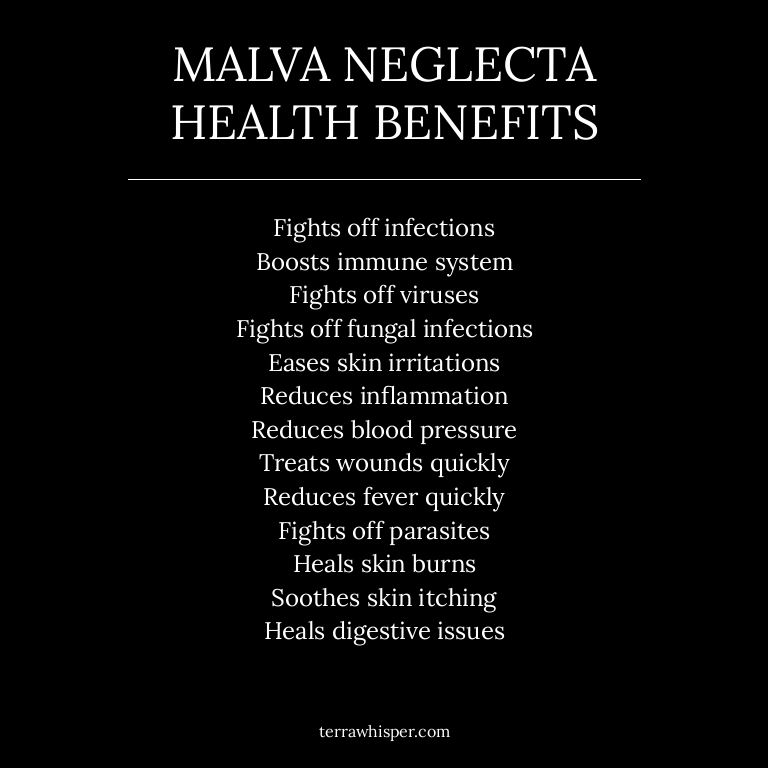 MALVA NEGLECTA
HEALTH BENEFITS
Fights off infections
Boosts immune system
Fights off viruses
Fights off fungal infections
Eases skin irritations
Reduces inflammation
Reduces blood pressure
Treats wounds quickly
Reduces fever quickly
Fights off parasites
Heals skin burns
Soothes skin itching
Heals digestive issues
terrawhisper.com